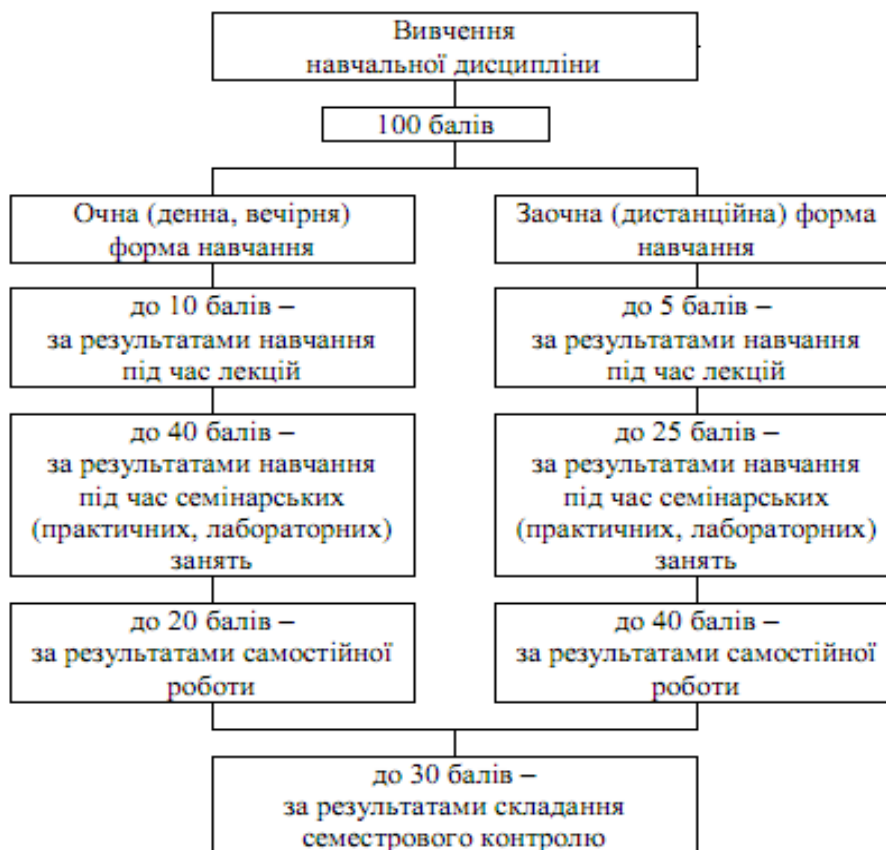 Вивчення
навчальної дисципліни
100 балів
Очна (денна, вечірня)
форма навчання
Заочна (дистанційна) форма
навчання
до 10 балів –
за результатами навчання
під час лекцій
до 5 балів –
за результатами навчання
під час лекцій
до 40 балів –
за результатами навчання
під час семінарських
(практичних, лабораторних)
занять
до 25 балів –
за результатами навчання
під час семінарських
(практичних, лабораторних)
занять
до 20 балів –
за результатами самостійної
роботи
до 40 балів –
за результатами самостійної
роботи
до 30 балів –
за результатами складання
семестрового контролю